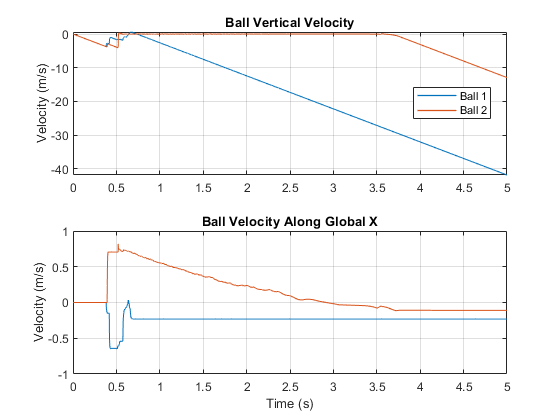 Ball Vertical Velocity
0
-10
-20
-30
-40
Velocity (m/s)
Ball 1
Ball 2
0 0.5 1 1.5 2 2.5 3 3.5 4 4.5 5
Ball Velocity Along Global X
1
0.5
0
-0.5
-1
Velocity (m/s)
0 0.5 1 1.5 2 2.5 3 3.5 4 4.5 5
Time (s)